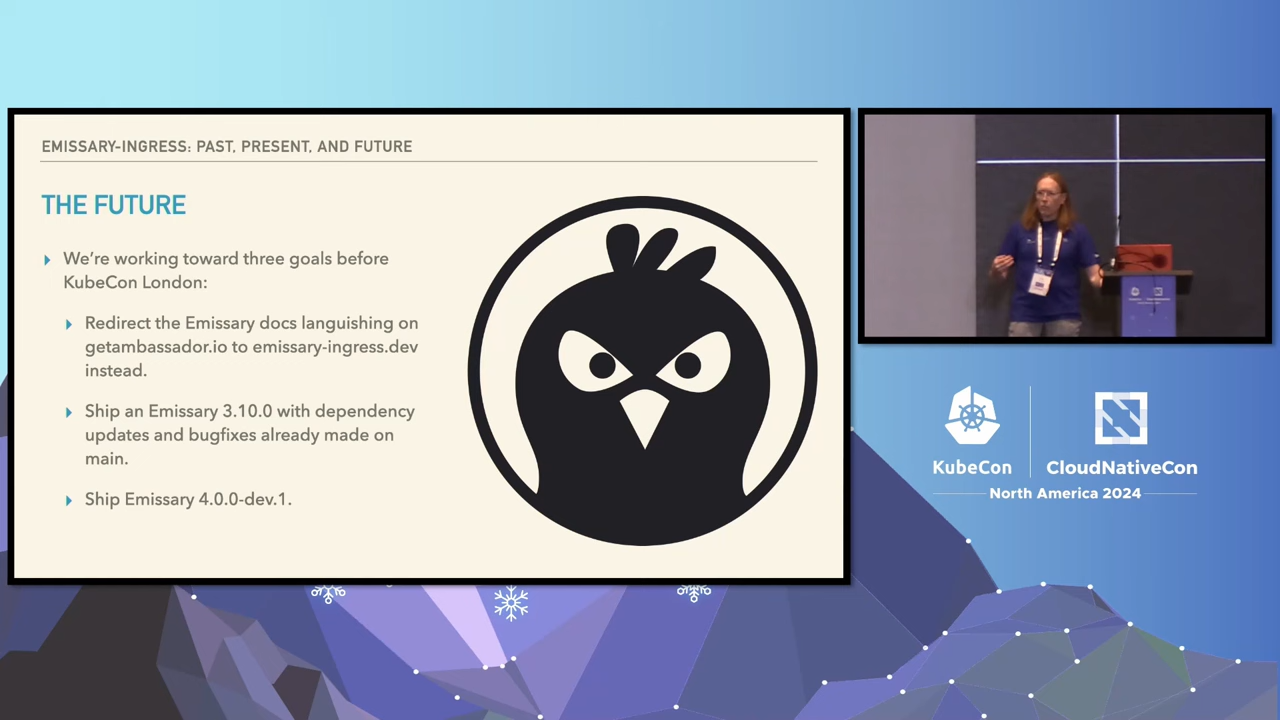 EMISSARY-INGRESS: PAST, PRESENT, AND FUTURE
THE FUTURE
We’re working toward three goals before
KubeCon London:
Redirect the Emissary docs languishing on
getambassador.io to emissary-ingress.dev
instead.
Ship an Emissary 3.10.0 with dependency
updates and bugfixes already made on
main.
Ship Emissary 4.0.0-dev.1.
KubeCon
CloudNativeCon
North America 2024